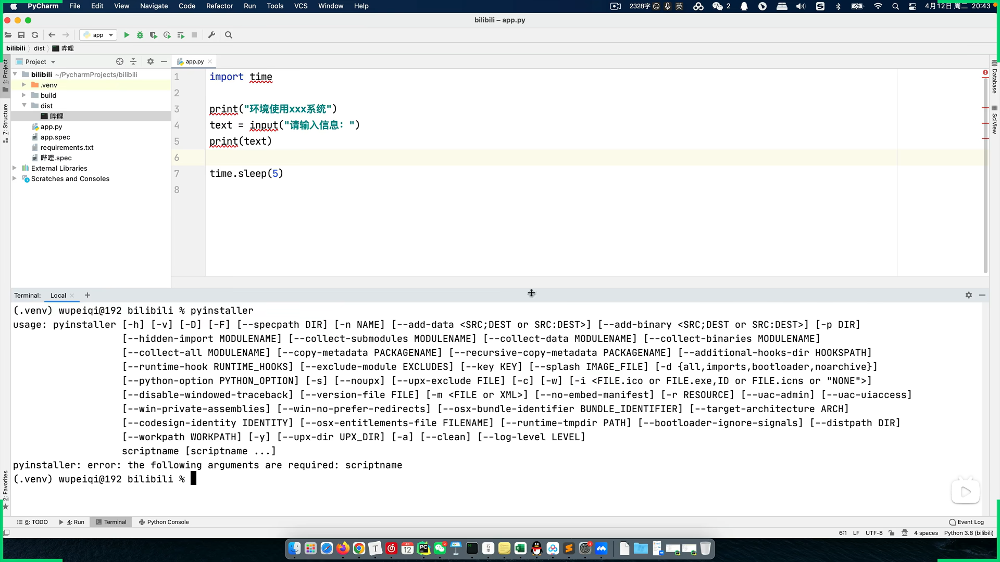 PyCharm File Edit View Navigate Code Refactor Run Tools VCS Window Help 2328字 英 2 4月12日 周二 20:43
bilibili – app.py
app
bilibili dist 哔哩
Project
app.py
1: Project
Z: Structure
2: Favorites
bilibili ~/PycharmProjects/bilibili
.venv
build
dist
哔哩
app.py
app.spec
requirements.txt
哔哩.spec
External Libraries
Scratches and Consoles
1 import time
2
3 print("环境使用xxx系统")
4 text = input("请输入信息：")
5 print(text)
6
7 time.sleep(5)
8
Database
SciView
Terminal: Local
(.venv) wupeiqi@192 bilibili % pyinstaller
usage: pyinstaller [-h] [-v] [-D] [-F] [--specpath DIR] [-n NAME] [--add-data <SRC;DEST or SRC:DEST>] [--add-binary <SRC;DEST or SRC:DEST>] [-p DIR]
[--hidden-import MODULENAME] [--collect-submodules MODULENAME] [--collect-data MODULENAME] [--collect-binaries MODULENAME]
[--collect-all MODULENAME] [--copy-metadata PACKAGENAME] [--recursive-copy-metadata PACKAGENAME] [--additional-hooks-dir HOOKSPATH]
[--runtime-hook RUNTIME_HOOKS] [--exclude-module EXCLUDES] [--key KEY] [--splash IMAGE_FILE] [-d {all,imports,bootloader,noarchive}]
[--python-option PYTHON_OPTION] [-s] [--noupx] [--upx-exclude FILE] [-c] [-w] [-i <FILE.ico or FILE.exe,ID or FILE.icns or "NONE">]
[--disable-windowed-traceback] [--version-file FILE] [-m <FILE or XML>] [--no-embed-manifest] [-r RESOURCE] [--uac-admin] [--uac-uiaccess]
[--win-private-assemblies] [--win-no-prefer-redirects] [--osx-bundle-identifier BUNDLE_IDENTIFIER] [--target-architecture ARCH]
[--codesign-identity IDENTITY] [--osx-entitlements-file FILENAME] [--runtime-tmpdir PATH] [--bootloader-ignore-signals] [--distpath DIR]
[--workpath WORKPATH] [-y] [--upx-dir UPX_DIR] [-a] [--clean] [--log-level LEVEL]
scriptname [scriptname ...]
pyinstaller: error: the following arguments are required: scriptname
(.venv) wupeiqi@192 bilibili %
6: TODO 4: Run Terminal Python Console Event Log
6:1 LF UTF-8 4 spaces Python 3.8 (bilibili)